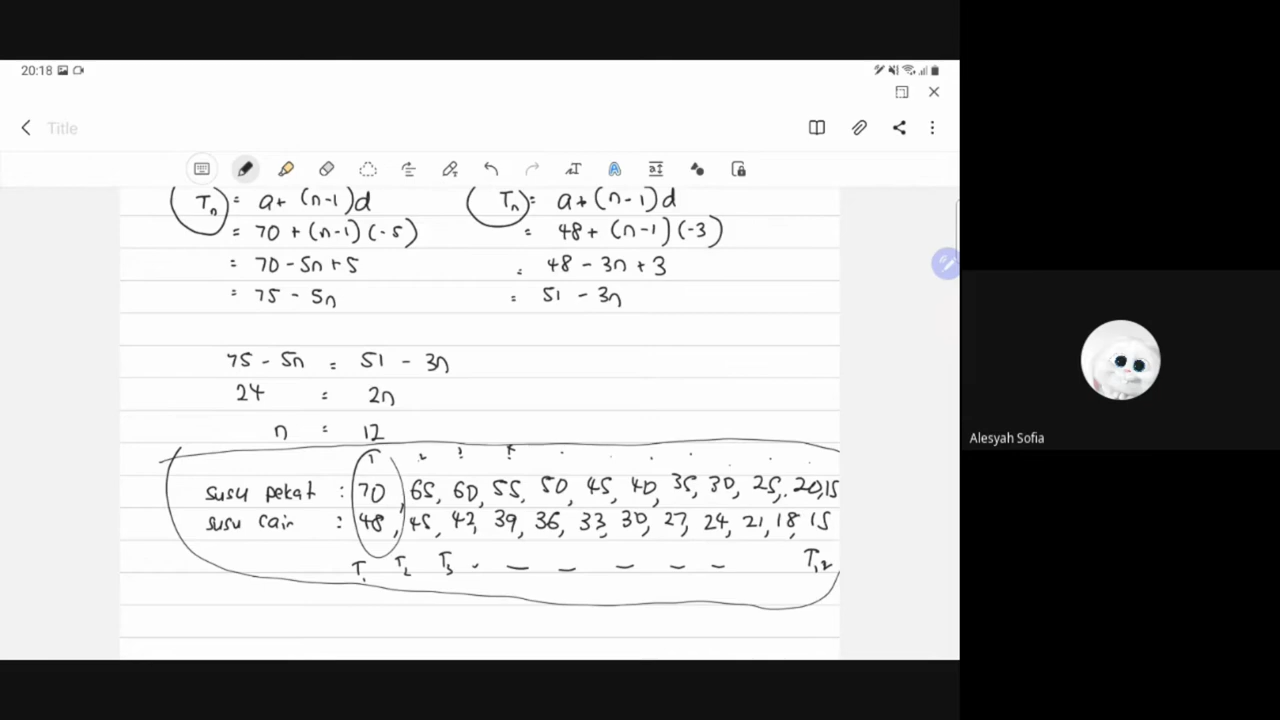 20:18
Title
Tn = a + (n-1)d
= 70 + (n-1)(-5)
= 70 - 5n + 5
= 75 - 5n
Tn = a + (n-1)d
= 48 + (n-1)(-3)
= 48 - 3n + 3
= 51 - 3n
75 - 5n = 51 - 3n
24 = 2n
n = 12
susu pekat : 70, 65, 60, 55, 50, 45, 40, 35, 30, 25, 20, 15
susu cair : 48, 45, 42, 39, 36, 33, 30, 27, 24, 21, 18, 15
T1 T2 T3 - - - - - - T12
Alesyah Sofia